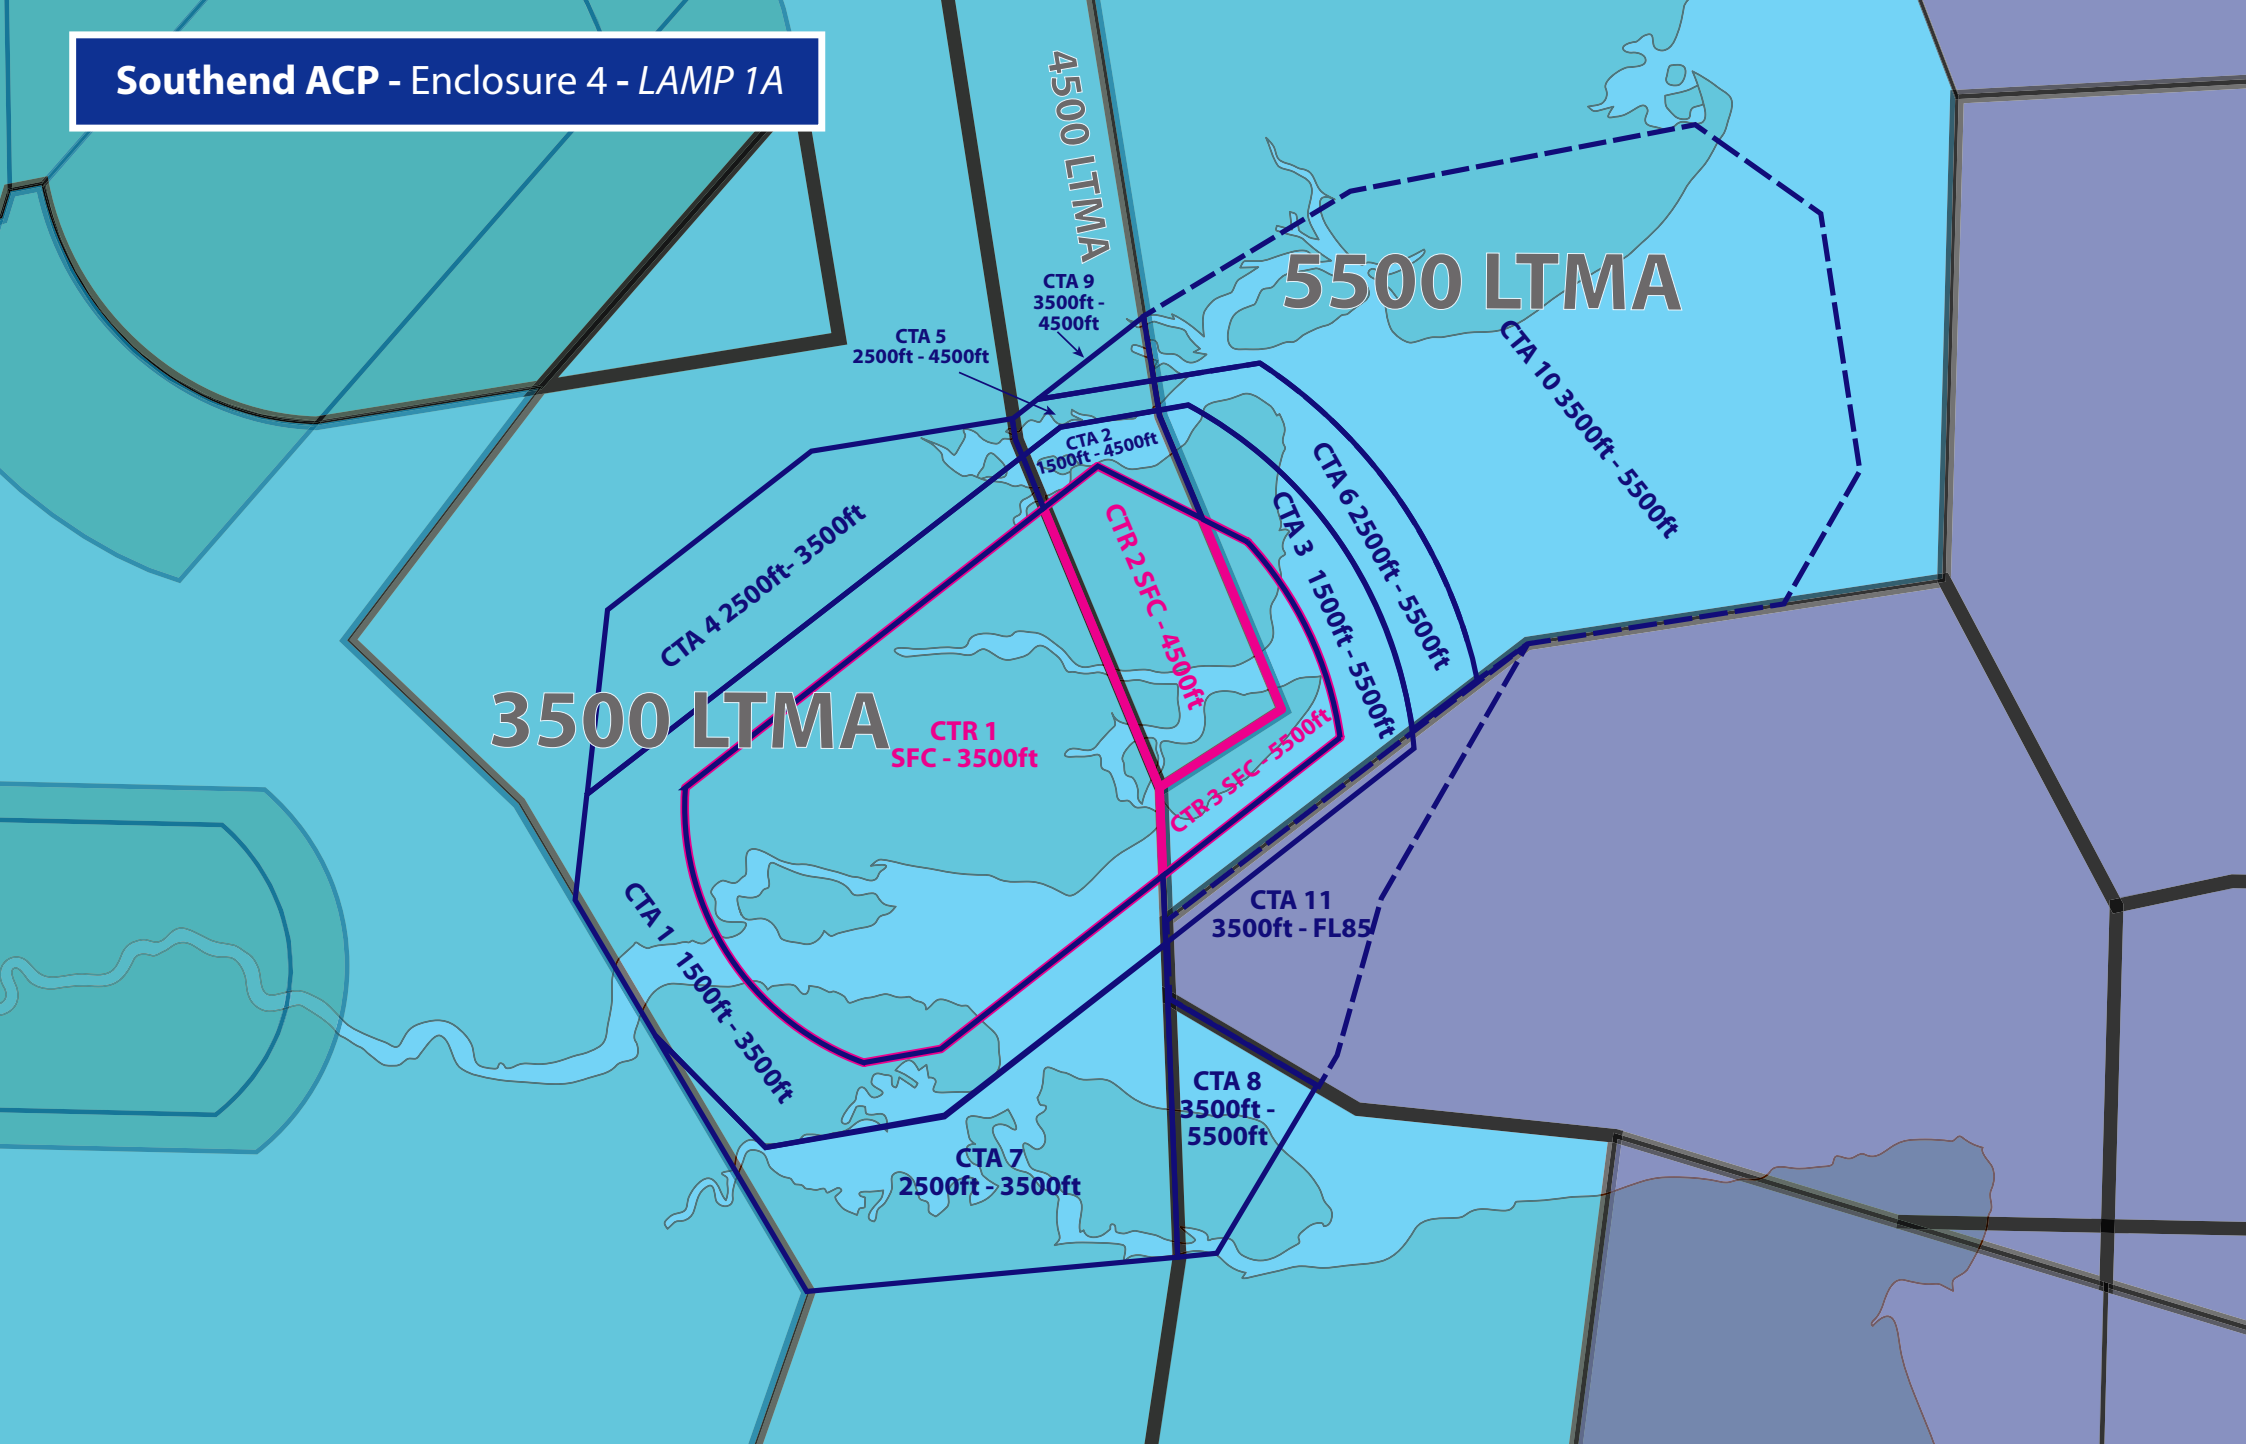 Southend ACP - Enclosure 4 - LAMP 1A
4500 LTMA
5500 LTMA
CTA 9
3500ft -
4500ft
CTA 5
2500ft - 4500ft
CTA 2
1500ft - 4500ft
CTA 10 3500ft - 5500ft
CTA 6 2500ft - 5500ft
CTA 3 1500ft - 5500ft
CTR 2 SFC - 4500ft
CTA 4 2500ft- 3500ft
3500 LTMA
CTR 1
SFC - 3500ft
CTR 3 SFC - 5500ft
CTA 1 1500ft - 3500ft
CTA 11
3500ft - FL85
CTA 8
3500ft -
5500ft
CTA 7
2500ft - 3500ft